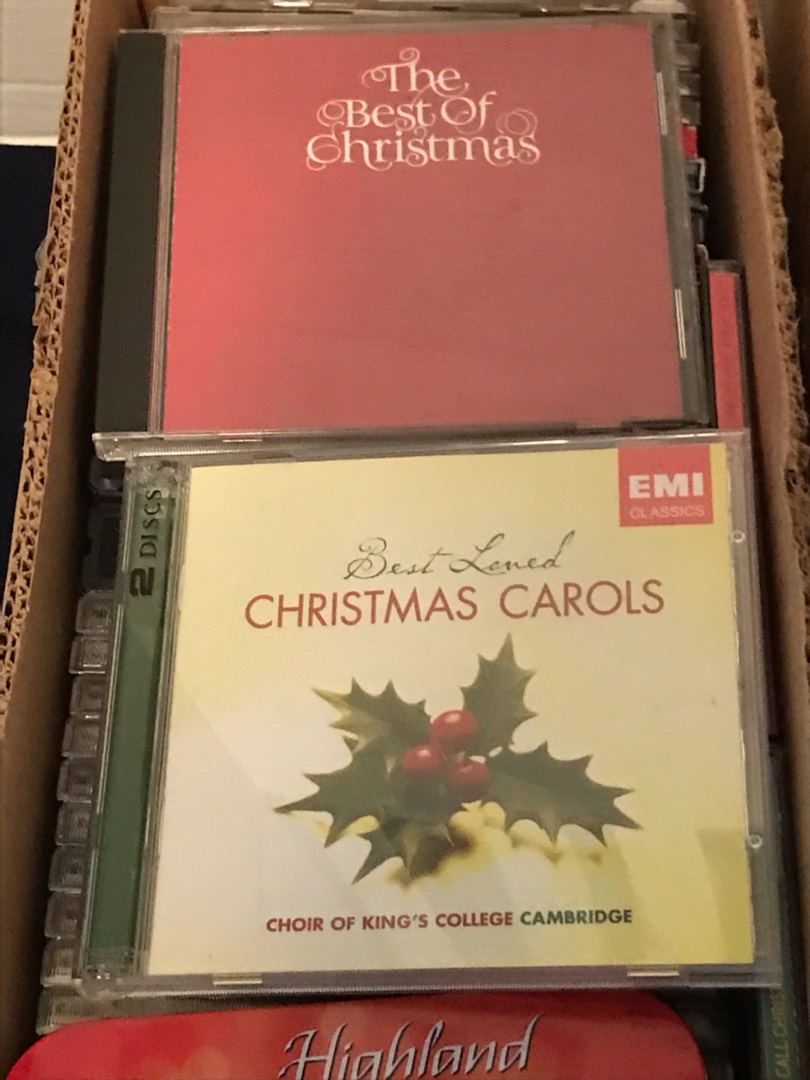 The
Best Of
Christmas
2 DISCS
EMI
CLASSICS
Best Loved
CHRISTMAS CAROLS
CHOIR OF KING'S COLLEGE CAMBRIDGE
Highland